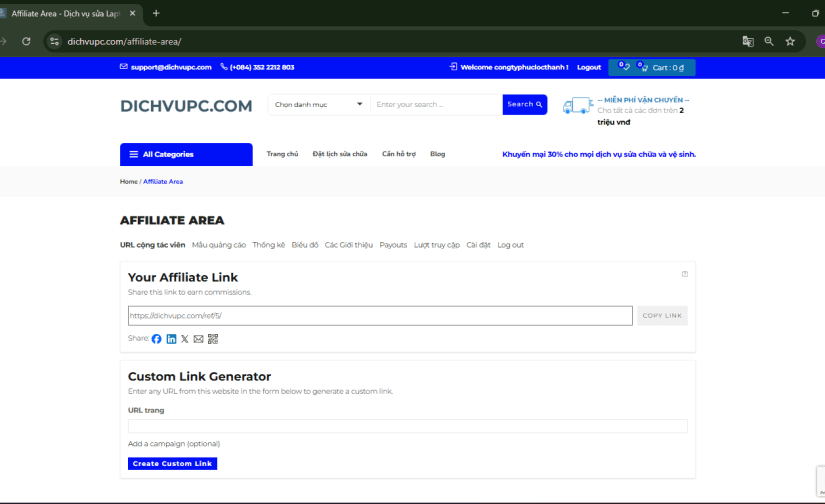 Affiliate Area - Dịch vụ sửa Lap
dichvupc.com/affiliate-area/
support@dichvupc.com (+084) 352 2212 803 Welcome congtyphuclocthanh ! Logout 0 0 Cart : 0 ₫
DICHVUPC.COM Chọn danh mục Enter your search ... Search -- MIỄN PHÍ VẬN CHUYỂN --
Cho tất cả các đơn trên 2
triệu vnđ
All Categories Trang chủ Đặt lịch sửa chữa Cần hỗ trợ Blog Khuyến mại 30% cho mọi dịch vụ sửa chữa và vệ sinh.
Home / Affiliate Area
AFFILIATE AREA
URL cộng tác viên Mẫu quảng cáo Thống kê Biểu đồ Các Giới thiệu Payouts Lượt truy cập Cài đặt Log out
Your Affiliate Link
Share this link to earn commissions.
https://dichvupc.com/ref/5/ COPY LINK
Share:
Custom Link Generator
Enter any URL from this website in the form below to generate a custom link.
URL trang
Add a campaign (optional)
Create Custom Link